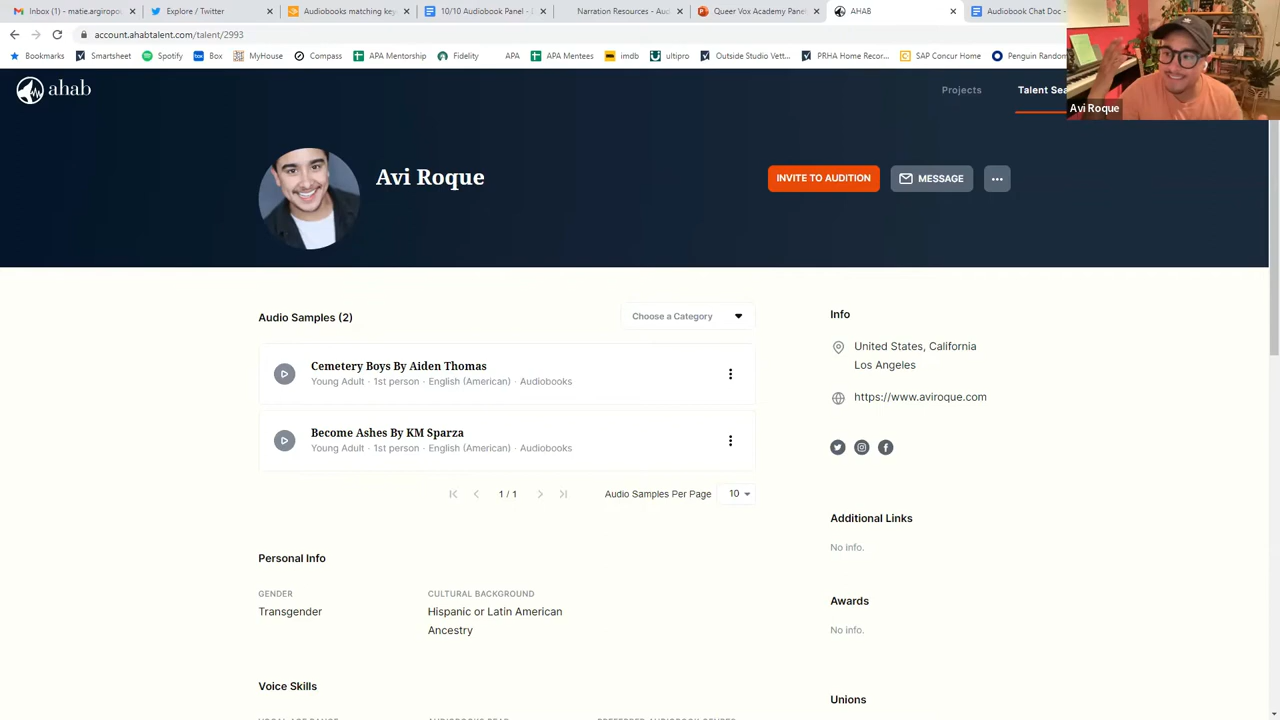 Inbox (1) - matie.argiropo
Explore / Twitter
Audiobooks matching key
10/10 Audiobook Panel - A
Narration Resources - Aud
Queer Vox Academy Panel
AHAB
Audiobook Chat Doc -
account.ahabtalent.com/talent/2993
Bookmarks
Smartsheet
Spotify
Box
MyHouse
Compass
APA Mentorship
Fidelity
APA
APA Mentees
imdb
ultipro
Outside Studio Vett...
PRHA Home Recor...
SAP Concur Home
Penguin Random
ahab
Projects
Talent Sea
Avi Roque
Avi Roque
INVITE TO AUDITION
MESSAGE
Audio Samples (2)
Choose a Category
Cemetery Boys By Aiden Thomas
Young Adult · 1st person · English (American) · Audiobooks
Become Ashes By KM Sparza
Young Adult · 1st person · English (American) · Audiobooks
1 / 1
Audio Samples Per Page
10
Info
United States, California
Los Angeles
https://www.aviroque.com
Additional Links
No info.
Awards
No info.
Personal Info
GENDER
CULTURAL BACKGROUND
Transgender
Hispanic or Latin American
Ancestry
Voice Skills
Unions